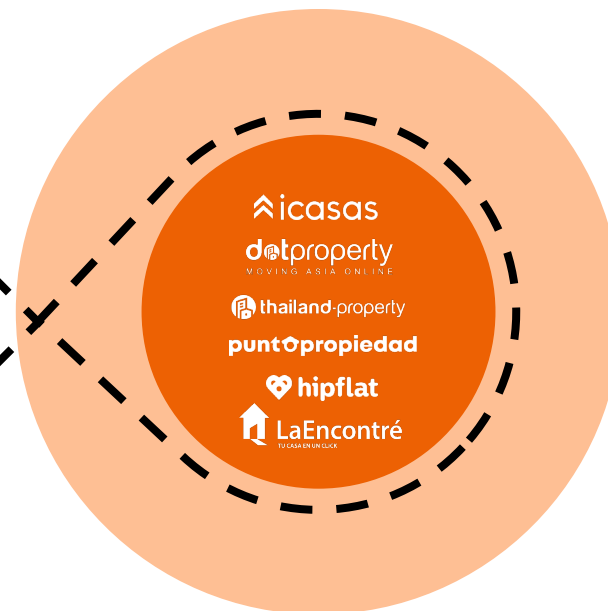 icasas
dotproperty
MOVING ASIA ONLINE
thailand-property
puntopropiedad
hipflat
LaEncontré
TU CASA EN UN CLICK